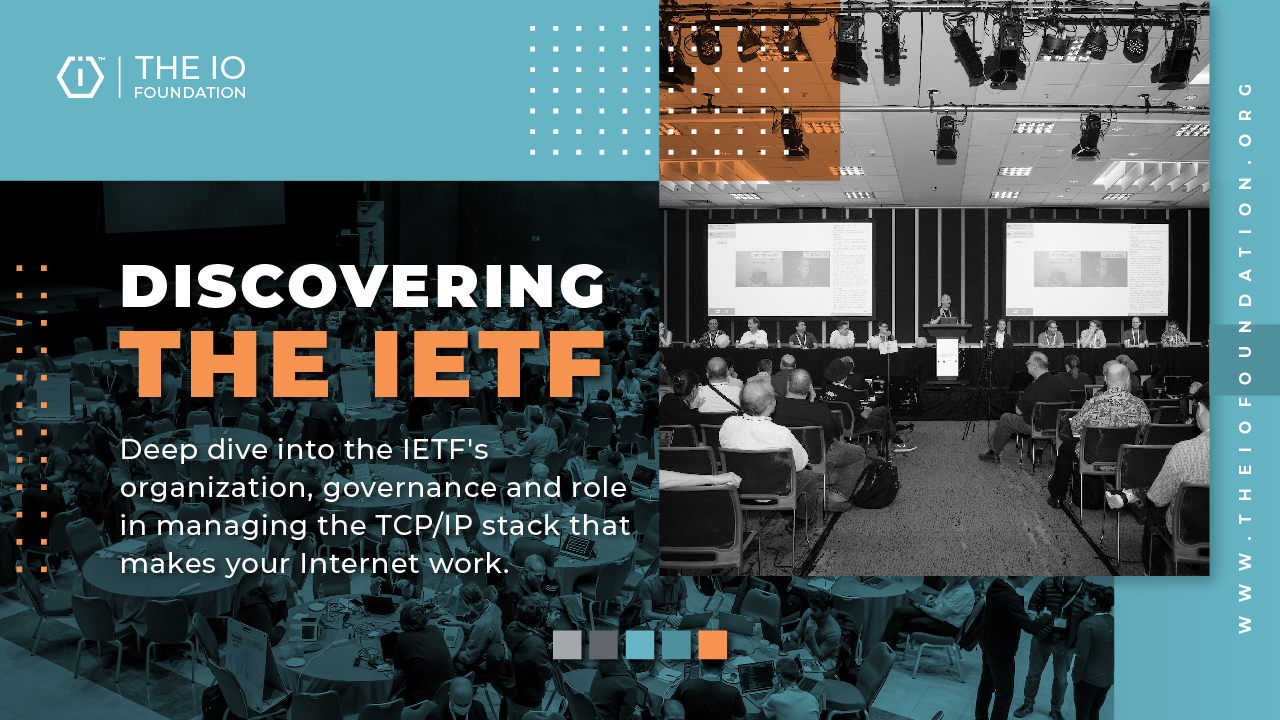 THE IO
FOUNDATION
DISCOVERING
THE IETF
Deep dive into the IETF's
organization, governance and role
in managing the TCP/IP stack that
makes your Internet work.
WWW.THEIOFOUNDATION.ORG